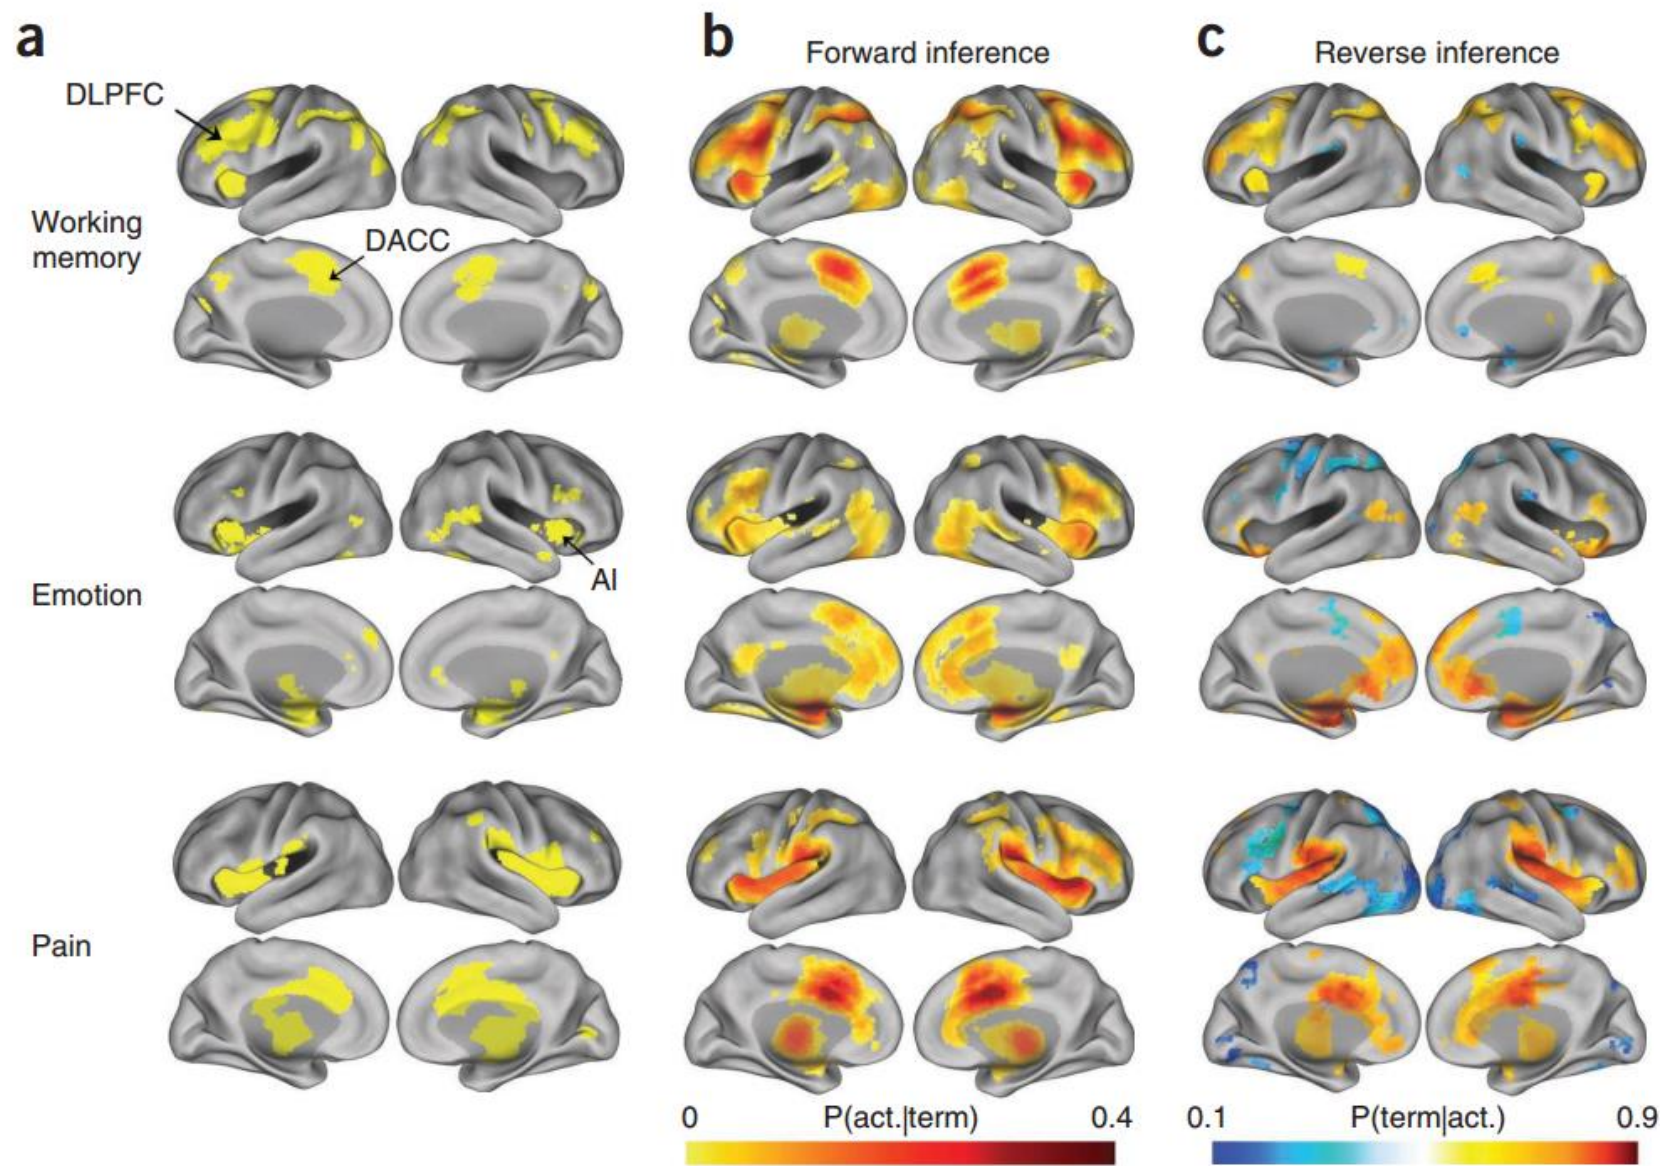 a
b
c
Forward inference
Reverse inference
DLPFC
Working
memory
DACC
Emotion
AI
Pain
0 P(act.|term) 0.4
0.1 P(term|act.) 0.9